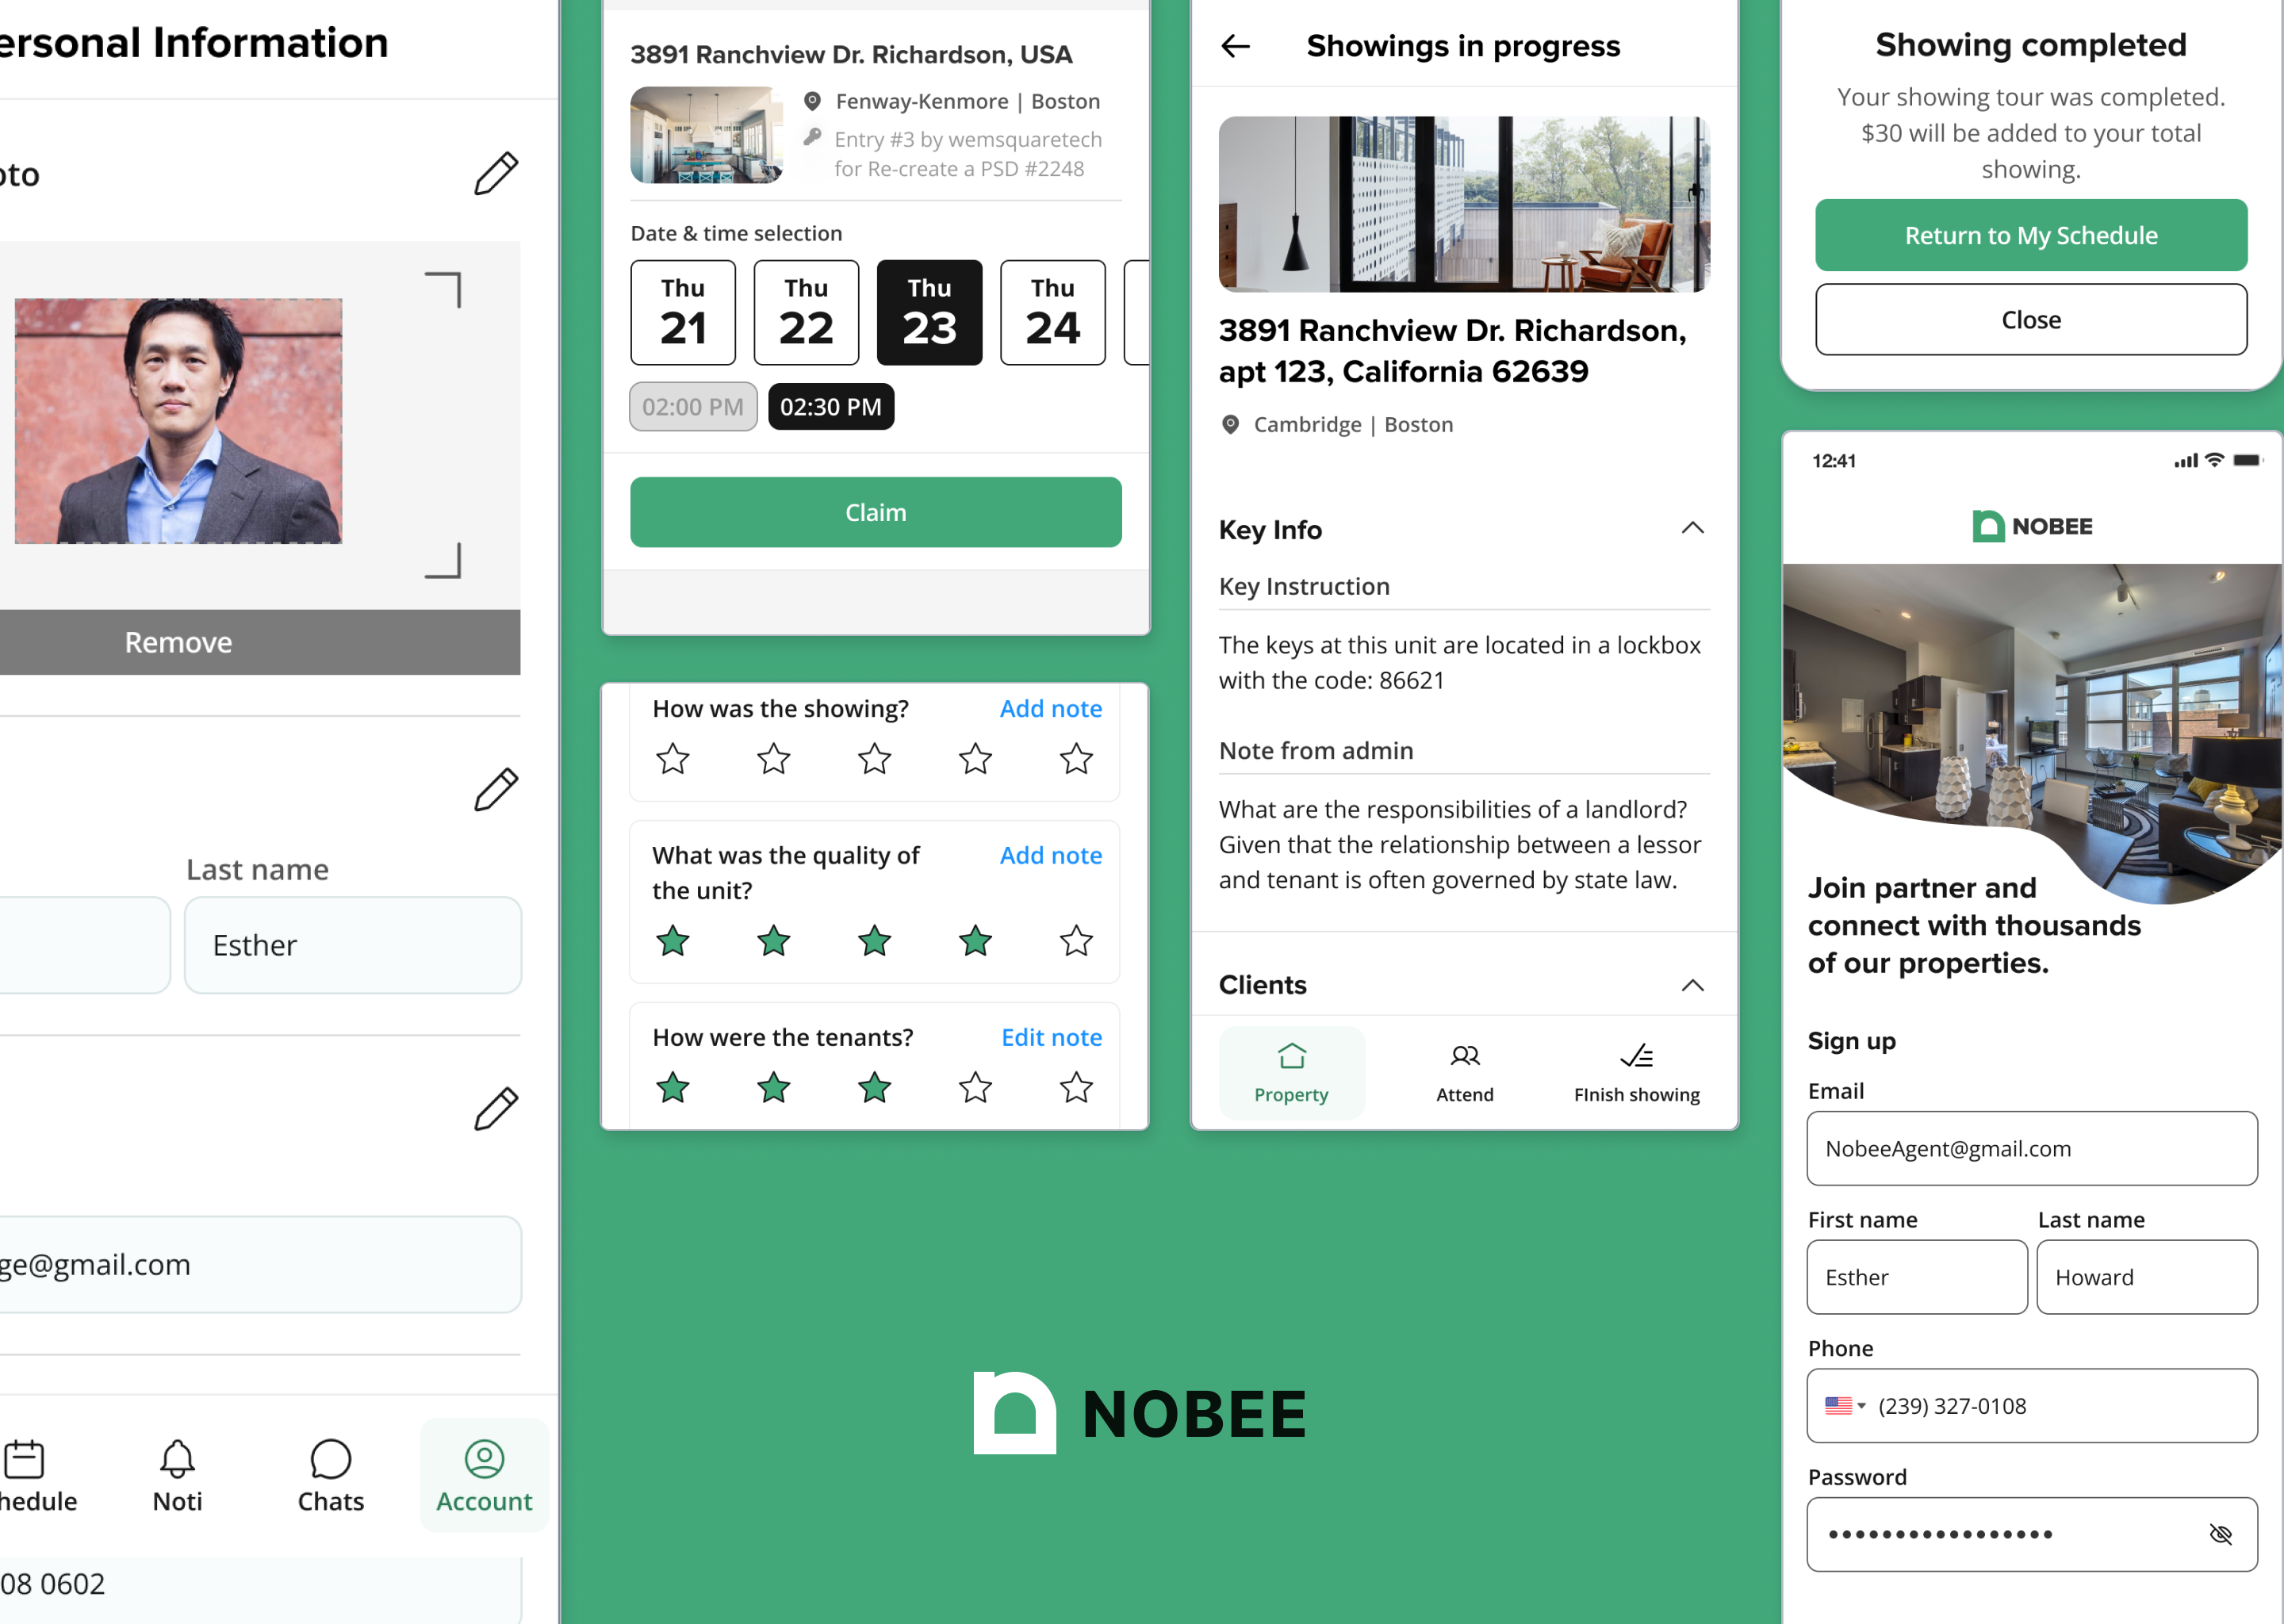 ersonal Information
oto
Remove
Last name
Esther
ge@gmail.com
hedule
Noti
Chats
Account
08 0602
3891 Ranchview Dr. Richardson, USA
Fenway-Kenmore | Boston
Entry #3 by wemsquaretech
for Re-create a PSD #2248
Date & time selection
Thu
21
Thu
22
Thu
23
Thu
24
02:00 PM
02:30 PM
Claim
How was the showing?
Add note
What was the quality of
the unit?
Add note
How were the tenants?
Edit note
Showings in progress
3891 Ranchview Dr. Richardson,
apt 123, California 62639
Cambridge | Boston
Key Info
Key Instruction
The keys at this unit are located in a lockbox
with the code: 86621
Note from admin
What are the responsibilities of a landlord?
Given that the relationship between a lessor
and tenant is often governed by state law.
Clients
Property
Attend
FInish showing
Showing completed
Your showing tour was completed.
$30 will be added to your total
showing.
Return to My Schedule
Close
12:41
NOBEE
Join partner and
connect with thousands
of our properties.
Sign up
Email
NobeeAgent@gmail.com
First name
Last name
Esther
Howard
Phone
(239) 327-0108
Password
NOBEE